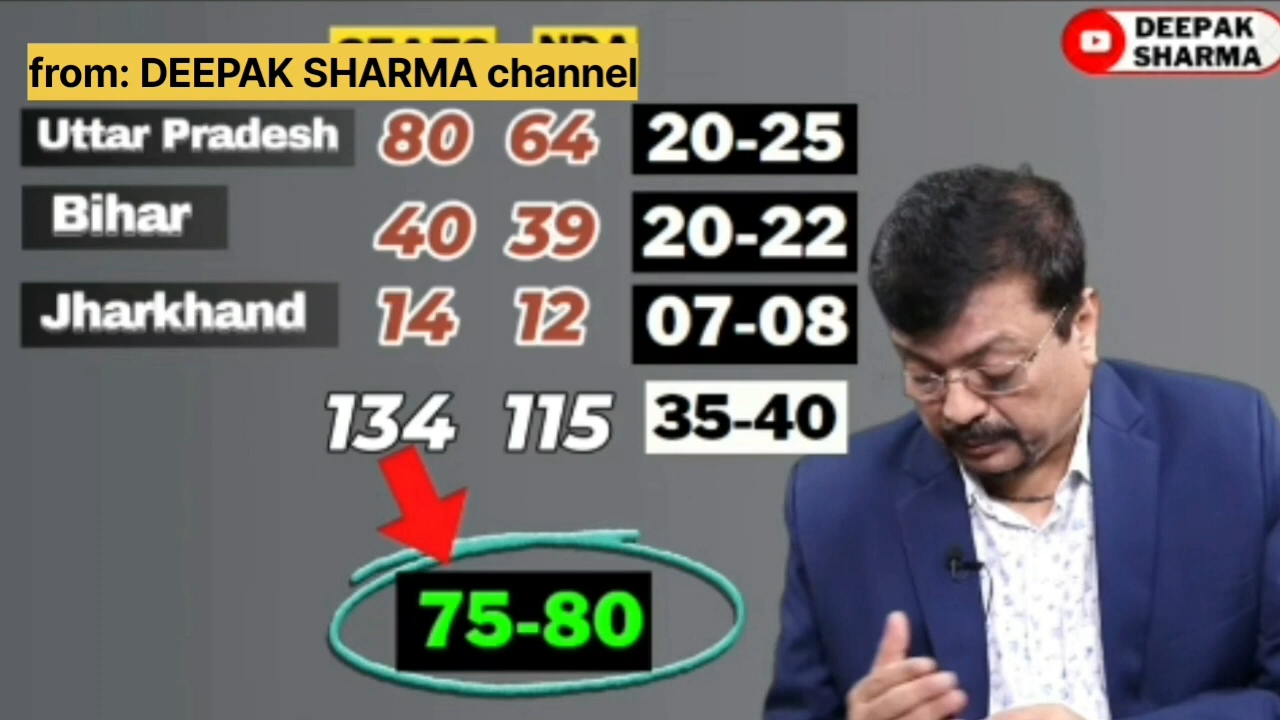 DEEPAK
SHARMA
from: DEEPAK SHARMA channel
Uttar Pradesh 80 64 20-25
Bihar 40 39 20-22
Jharkhand 14 12 07-08
134 115 35-40
75-80